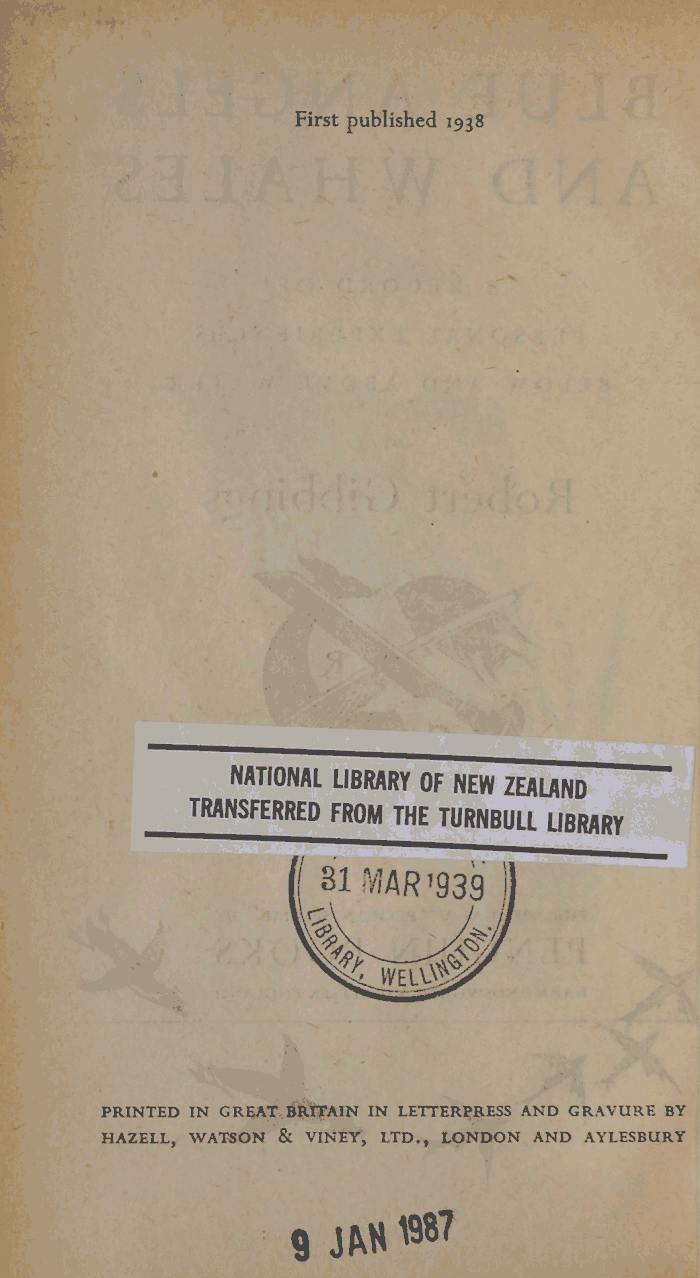 First published 1938
NATIONAL LIBRARY OF NEW ZEALAND
TRANSFERRED FROM THE TURNBULL LIBRARY
31 MAR 1939
LIBRARY, WELLINGTON.
PRINTED IN GREAT BRITAIN IN LETTERPRESS AND GRAVURE BY
HAZELL, WATSON & VINEY, LTD., LONDON AND AYLESBURY
9 JAN 1987